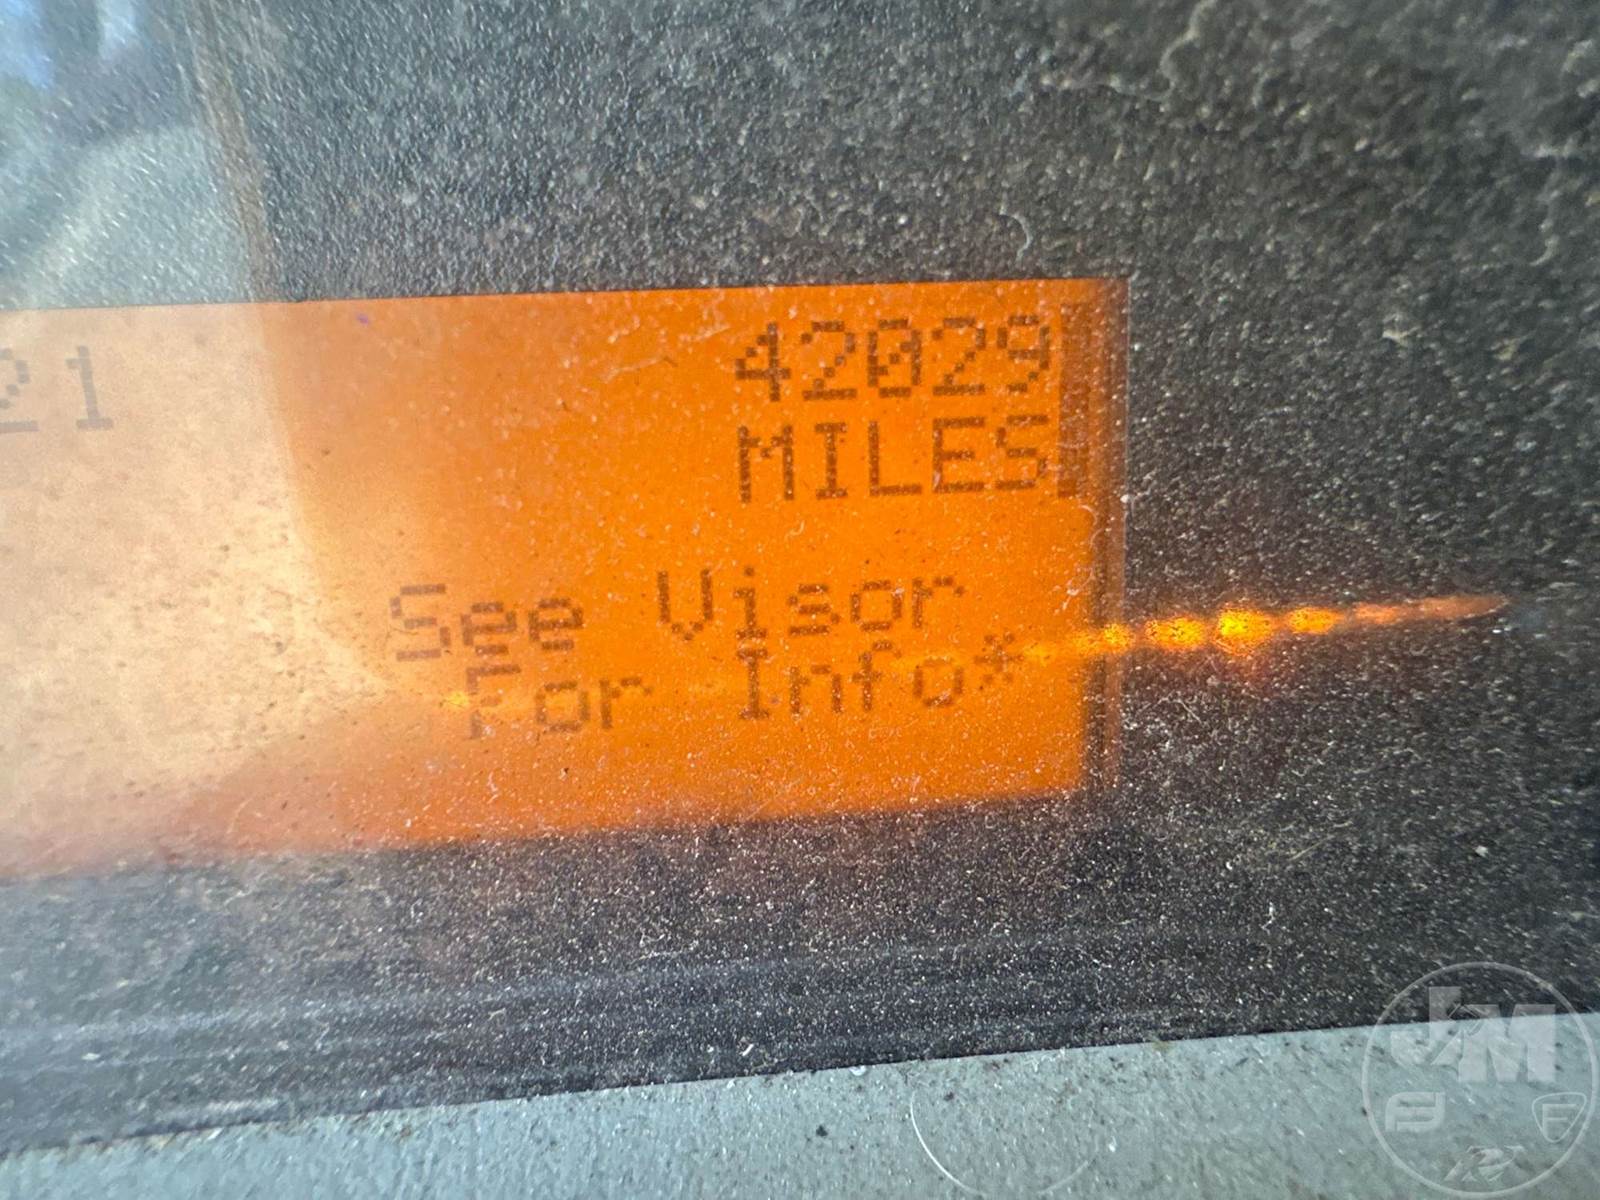 21
42029
MILES
See Visor
For Info*
J&M